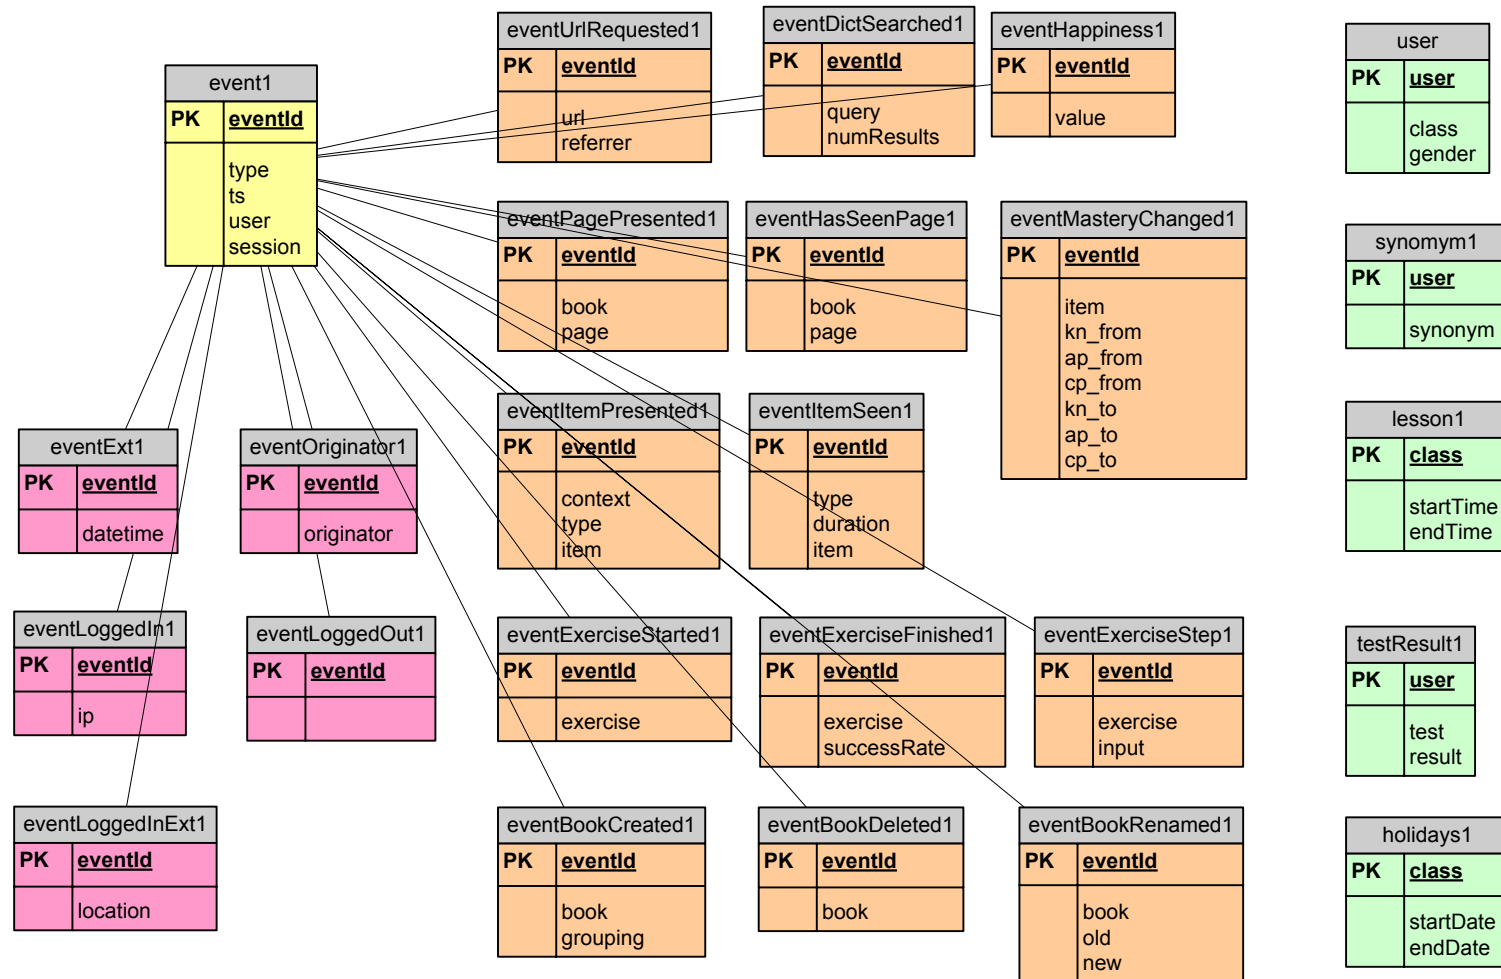 event1
PK eventId
type
ts
user
session
eventUrlRequested1
PK eventId
url
referrer
eventDictSearched1
PK eventId
query
numResults
eventHappiness1
PK eventId
value
user
PK user
class
gender
eventPagePresented1
PK eventId
book
page
eventHasSeenPage1
PK eventId
book
page
eventMasteryChanged1
PK eventId
item
kn_from
ap_from
cp_from
kn_to
ap_to
cp_to
synomym1
PK user
synonym
eventExt1
PK eventId
datetime
eventOriginator1
PK eventId
originator
eventItemPresented1
PK eventId
context
type
item
eventItemSeen1
PK eventId
type
duration
item
lesson1
PK class
startTime
endTime
eventLoggedIn1
PK eventId
ip
eventLoggedOut1
PK eventId
eventExerciseStarted1
PK eventId
exercise
eventExerciseFinished1
PK eventId
exercise
successRate
eventExerciseStep1
PK eventId
exercise
input
testResult1
PK user
test
result
eventLoggedInExt1
PK eventId
location
eventBookCreated1
PK eventId
book
grouping
eventBookDeleted1
PK eventId
book
eventBookRenamed1
PK eventId
book
old
new
holidays1
PK class
startDate
endDate